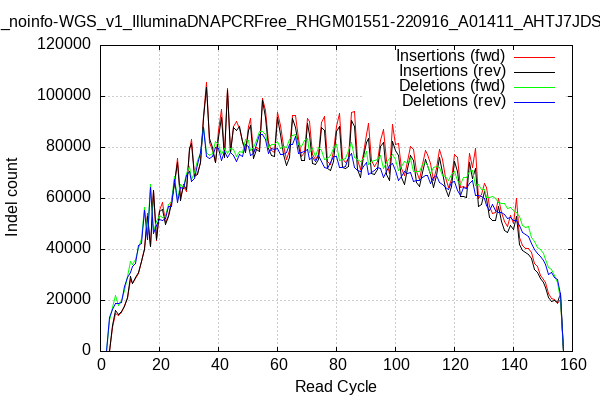 _noinfo-WGS_v1_IlluminaDNAPCRFree_RHGM01551-220916_A01411_AHTJ7JDS
Insertions (fwd)
Insertions (rev)
Deletions (fwd)
Deletions (rev)
120000
100000
80000
60000
40000
20000
0
Indel count
0 20 40 60 80 100 120 140 160
Read Cycle